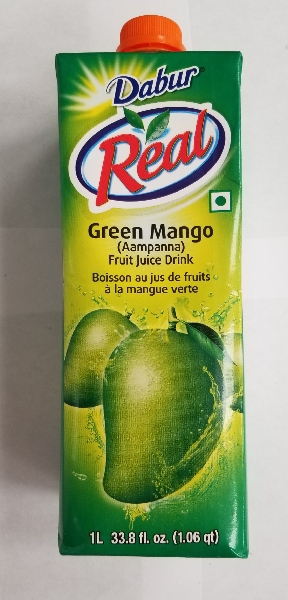 Dabur
Réal
Green Mango
(Aampanna)
Fruit Juice Drink
Boisson au jus de fruits
à la mangue verte
1L 33.8 fl. oz. (1.06 qt)